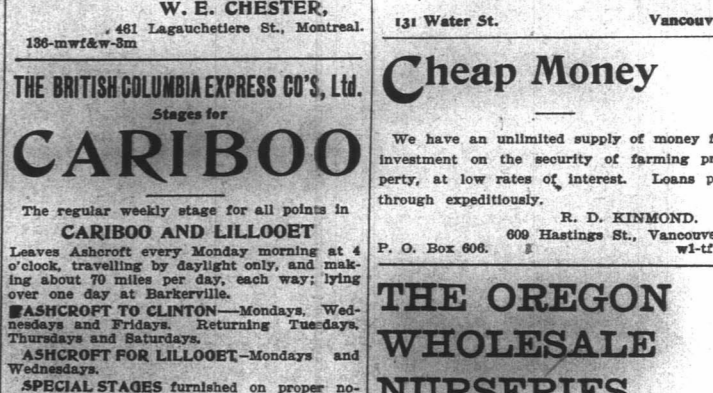 W. E. CHESTER,
461 Lagauchetiere St., Montreal.
136-mwf&w-3m
THE BRITISH COLUMBIA EXPRESS CO'S, Ltd.
Stages for
CARIBOO
The regular weekly stage for all points in
CARIBOO AND LILLOOET
Leaves Ashcroft every Monday morning at 4
o'clock, travelling by daylight only, and mak-
ing about 70 miles per day, each way; lying
over one day at Barkerville.
ASHCROFT TO CLINTON—Mondays, Wed-
nesdays and Fridays. Returning Tuesdays,
Thursdays and Saturdays.
ASHCROFT FOR LILLOOET—Mondays and
Wednesdays.
SPECIAL STAGES furnished on proper no-
131 Water St. Vancouv
Cheap Money
We have an unlimited supply of money f
investment on the security of farming pr
perty, at low rates of interest. Loans p
through expeditiously.
R. D. KINMOND.
609 Hastings St., Vancouve
P. O. Box 606. w1-tf
THE OREGON
WHOLESALE
NURSERIES